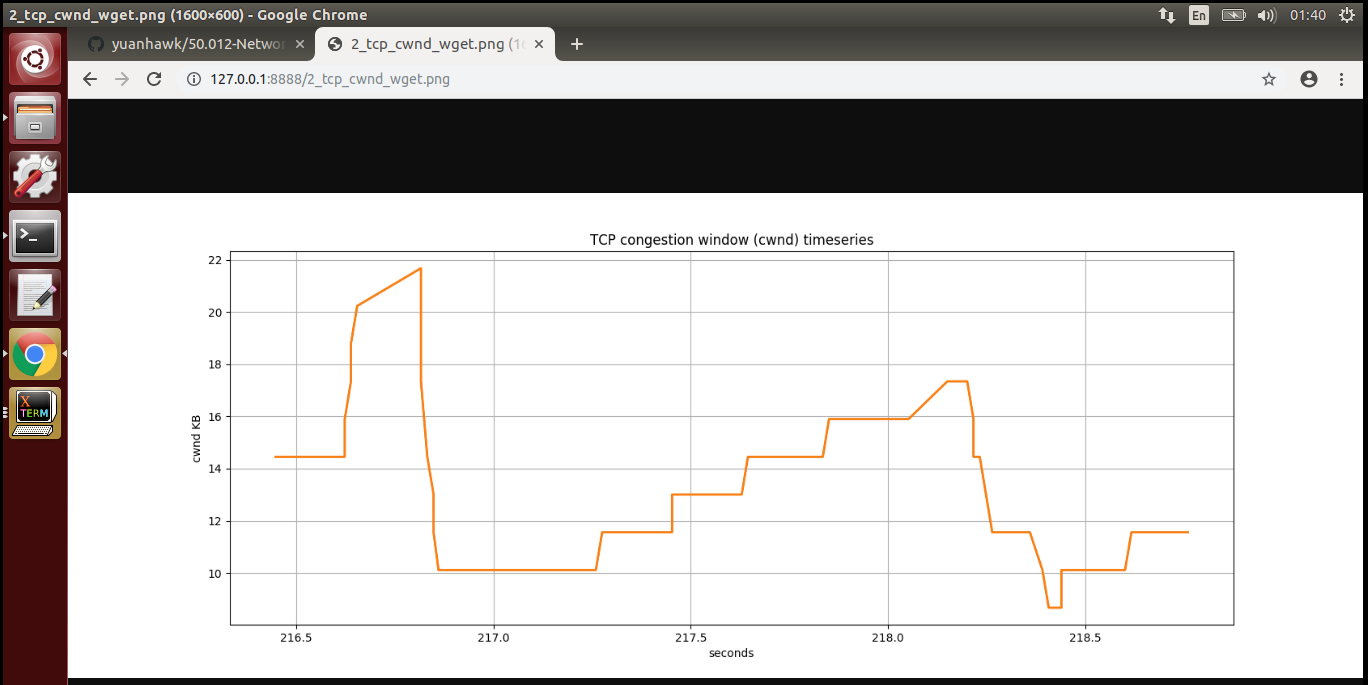 2_tcp_cwnd_wget.png (1600×600) - Google Chrome
En
01:40
yuanhawk/50.012-Networ
2_tcp_cwnd_wget.png (1
127.0.0.1:8888/2_tcp_cwnd_wget.png
TCP congestion window (cwnd) timeseries
22
20
18
16
14
12
10
cwnd KB
216.5 217.0 217.5 218.0 218.5
seconds
>_
X
TERM